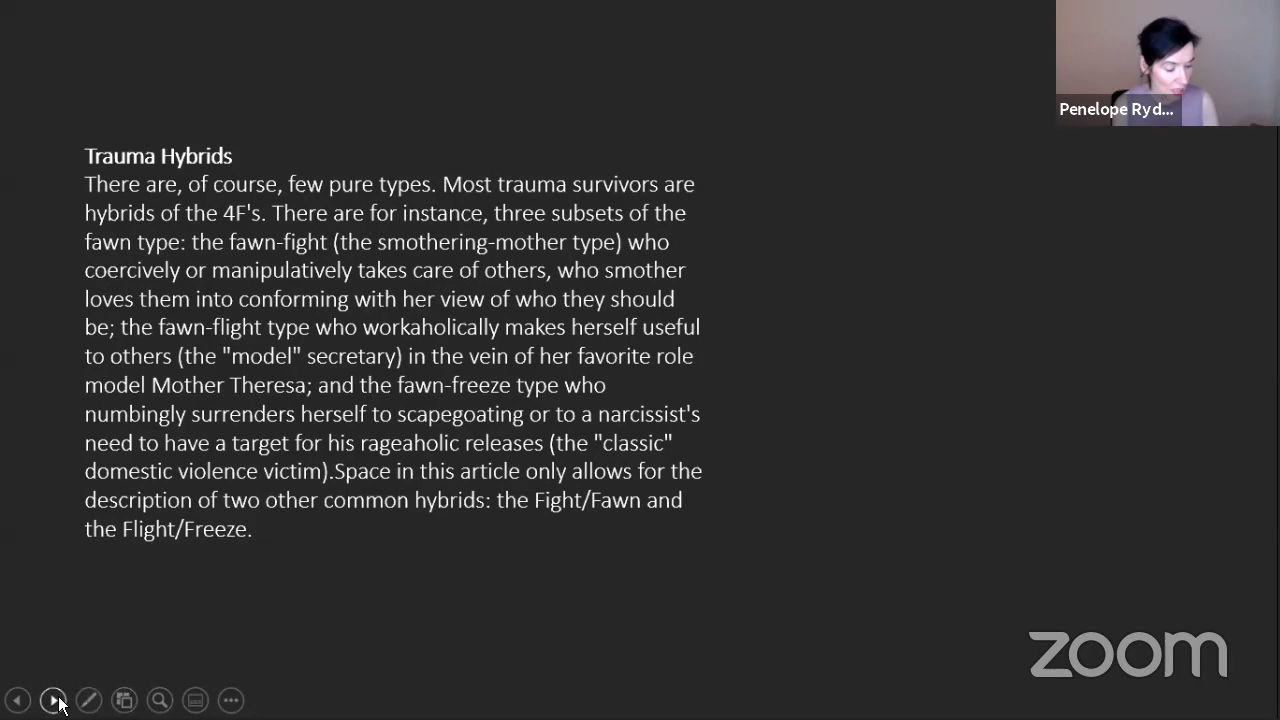 Penelope Ryd...
Trauma Hybrids
There are, of course, few pure types. Most trauma survivors are
hybrids of the 4F's. There are for instance, three subsets of the
fawn type: the fawn-fight (the smothering-mother type) who
coercively or manipulatively takes care of others, who smother
loves them into conforming with her view of who they should
be; the fawn-flight type who workaholically makes herself useful
to others (the "model" secretary) in the vein of her favorite role
model Mother Theresa; and the fawn-freeze type who
numbingly surrenders herself to scapegoating or to a narcissist's
need to have a target for his rageaholic releases (the "classic"
domestic violence victim).Space in this article only allows for the
description of two other common hybrids: the Fight/Fawn and
the Flight/Freeze.
zoom